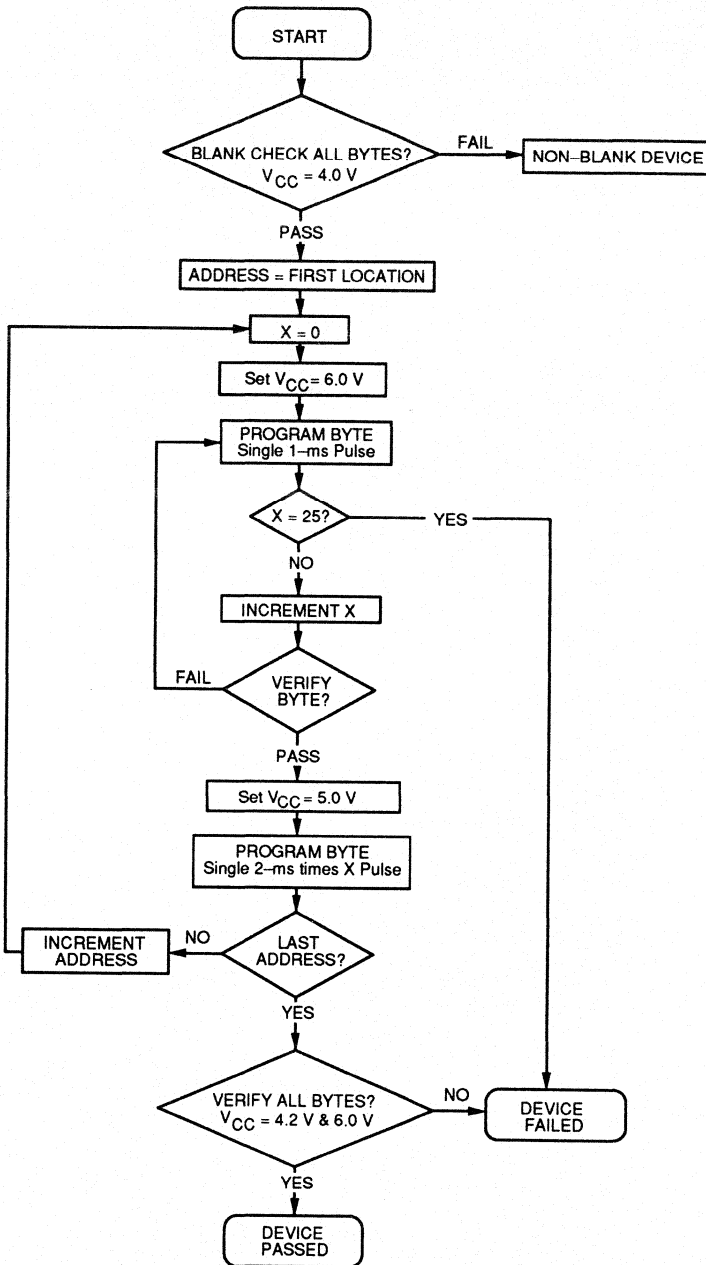 START
BLANK CHECK ALL BYTES?
VCC = 4.0 V
FAIL
NON–BLANK DEVICE
PASS
ADDRESS = FIRST LOCATION
X = 0
Set VCC = 6.0 V
PROGRAM BYTE
Single 1–ms Pulse
X = 25?
YES
NO
INCREMENT X
FAIL
VERIFY
BYTE?
PASS
Set VCC = 5.0 V
PROGRAM BYTE
Single 2–ms times X Pulse
INCREMENT
ADDRESS
NO
LAST
ADDRESS?
YES
VERIFY ALL BYTES?
VCC = 4.2 V & 6.0 V
NO
DEVICE
FAILED
YES
DEVICE
PASSED